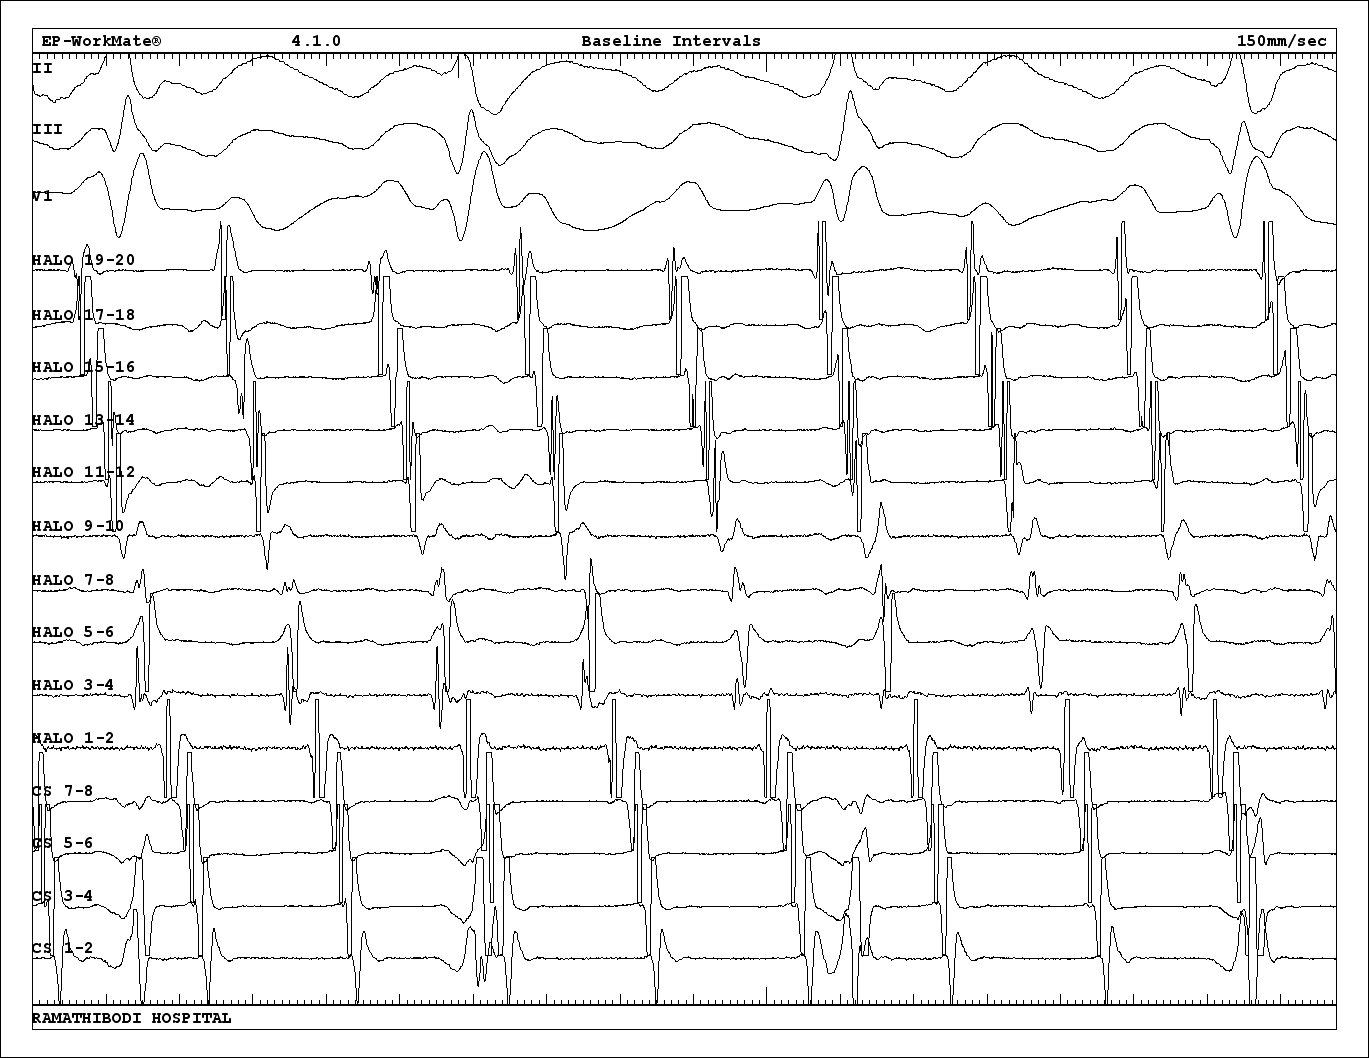 EP-WorkMate® 4.1.0 Baseline Intervals 150mm/sec
II
III
V1
HALO 19-20
HALO 17-18
HALO 15-16
HALO 13-14
HALO 11-12
HALO 9-10
HALO 7-8
HALO 5-6
HALO 3-4
HALO 1-2
CS 7-8
CS 5-6
CS 3-4
CS 1-2
RAMATHIBODI HOSPITAL